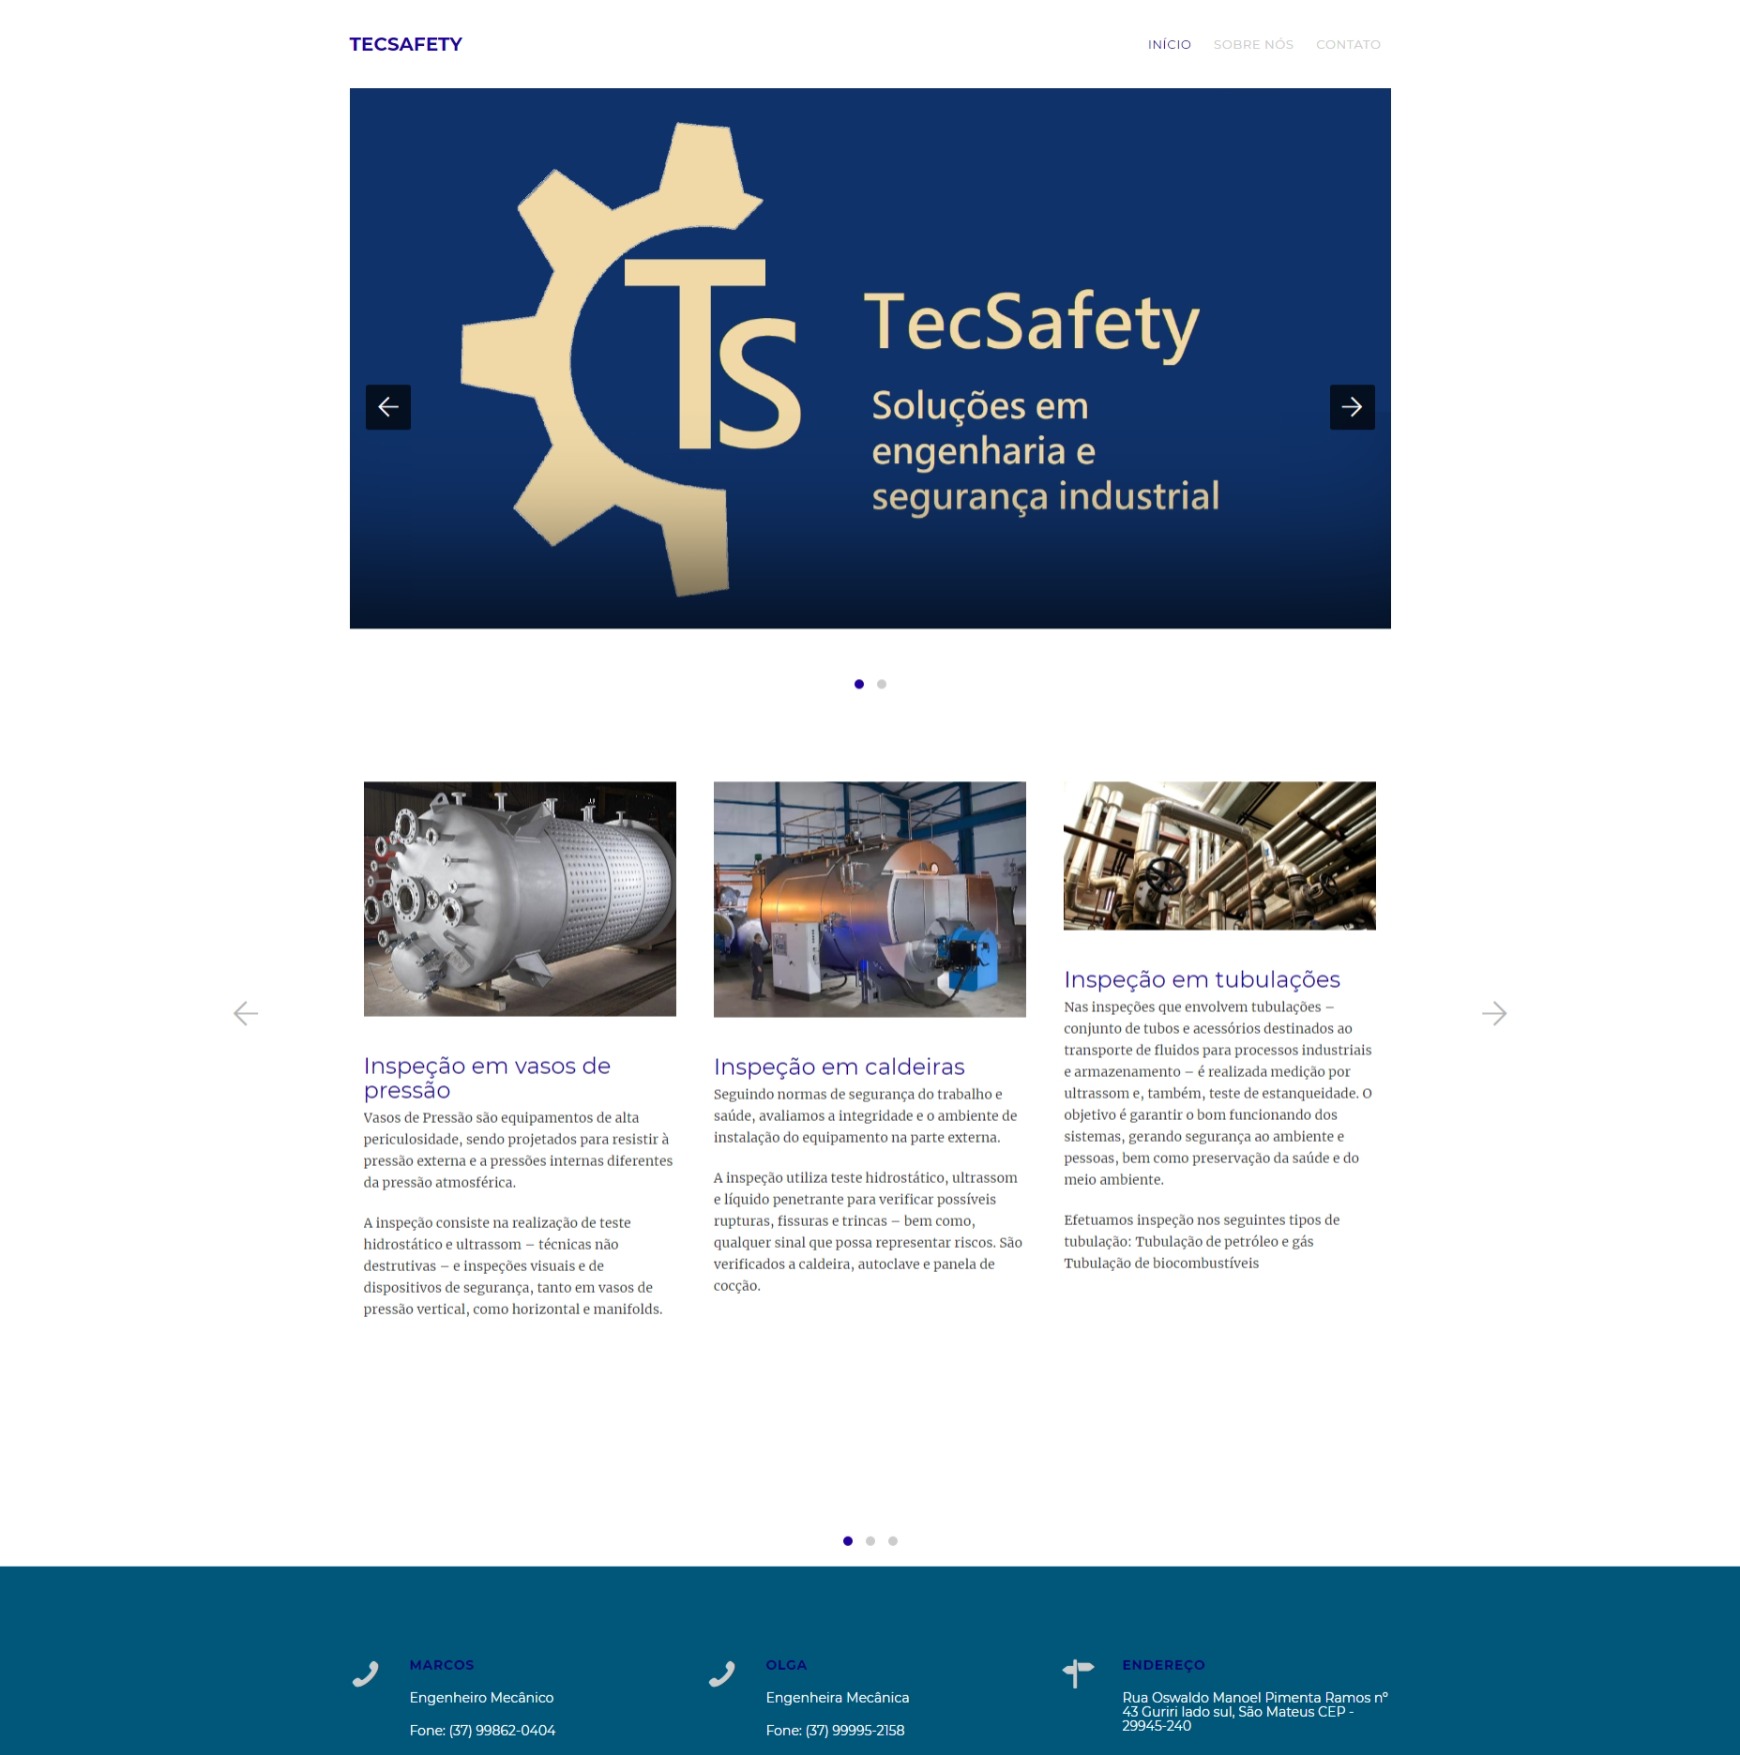 TECSAFETY
INÍCIO SOBRE NÓS CONTATO
Ts
TecSafety
Soluções em
engenharia e
segurança industrial
Inspeção em vasos de
pressão
Vasos de Pressão são equipamentos de alta
periculosidade, sendo projetados para resistir à
pressão externa e a pressões internas diferentes
da pressão atmosférica.
A inspeção consiste na realização de teste
hidrostático e ultrassom – técnicas não
destrutivas – e inspeções visuais e de
dispositivos de segurança, tanto em vasos de
pressão vertical, como horizontal e manifolds.
Inspeção em caldeiras
Seguindo normas de segurança do trabalho e
saúde, avaliamos a integridade e o ambiente de
instalação do equipamento na parte externa.
A inspeção utiliza teste hidrostático, ultrassom
e líquido penetrante para verificar possíveis
rupturas, fissuras e trincas – bem como,
qualquer sinal que possa representar riscos. São
verificados a caldeira, autoclave e panela de
cocção.
Inspeção em tubulações
Nas inspeções que envolvem tubulações –
conjunto de tubos e acessórios destinados ao
transporte de fluidos para processos industriais
e armazenamento – é realizada medição por
ultrassom e, também, teste de estanqueidade. O
objetivo é garantir o bom funcionando dos
sistemas, gerando segurança ao ambiente e
pessoas, bem como preservação da saúde e do
meio ambiente.
Efetuamos inspeção nos seguintes tipos de
tubulação: Tubulação de petróleo e gás
Tubulação de biocombustíveis
MARCOS
Engenheiro Mecânico
Fone: (37) 99862-0404
OLGA
Engenheira Mecânica
Fone: (37) 99995-2158
ENDEREÇO
Rua Oswaldo Manoel Pimenta Ramos nº
43 Guriri lado sul, São Mateus CEP -
29945-240